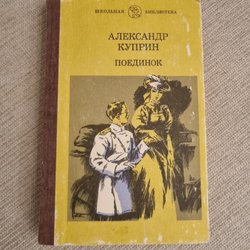 ШКОЛЬНАЯ БИБЛИОТЕКА
АЛЕКСАНДР
КУПРИН
ПОЕДИНОК